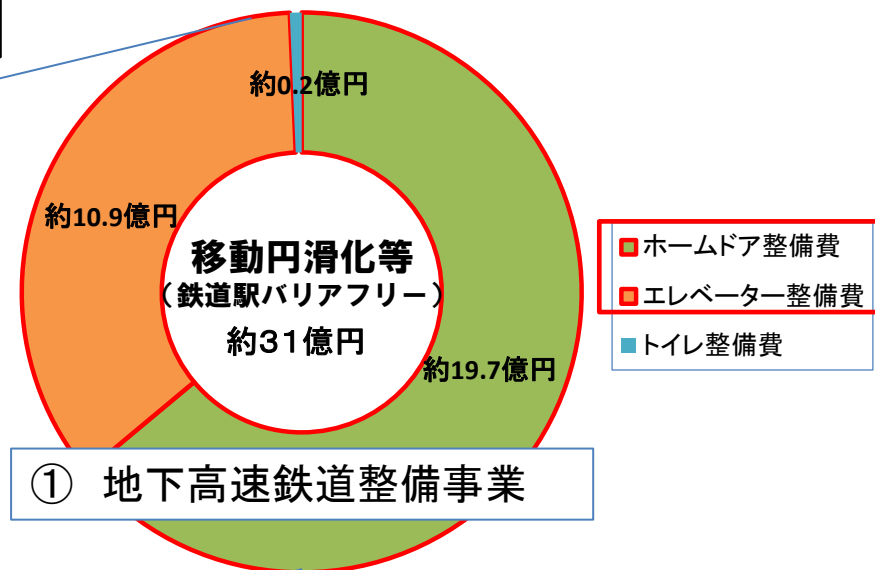 約0.2億円
約10.9億円
移動円滑化等
（鉄道駅バリアフリー）
約３１億円
約19.7億円
ホームドア整備費
エレベーター整備費
トイレ整備費
① 地下高速鉄道整備事業